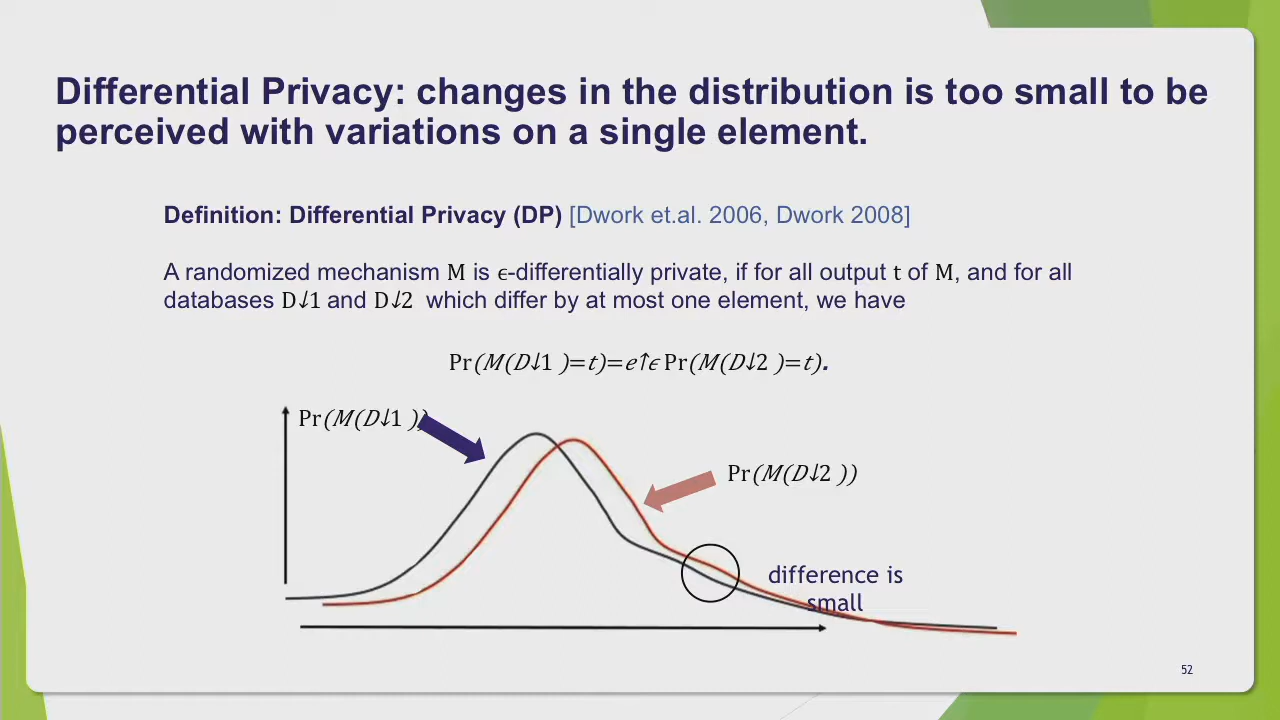 Differential Privacy: changes in the distribution is too small to be
perceived with variations on a single element.
Definition: Differential Privacy (DP) [Dwork et.al. 2006, Dwork 2008]
A randomized mechanism M is ϵ-differentially private, if for all output t of M, and for all
databases D↓1 and D↓2 which differ by at most one element, we have
Pr(M(D↓1 )=t)=e↑ϵ Pr(M(D↓2 )=t).
Pr(M(D↓1 ))
Pr(M(D↓2 ))
difference is
small
52